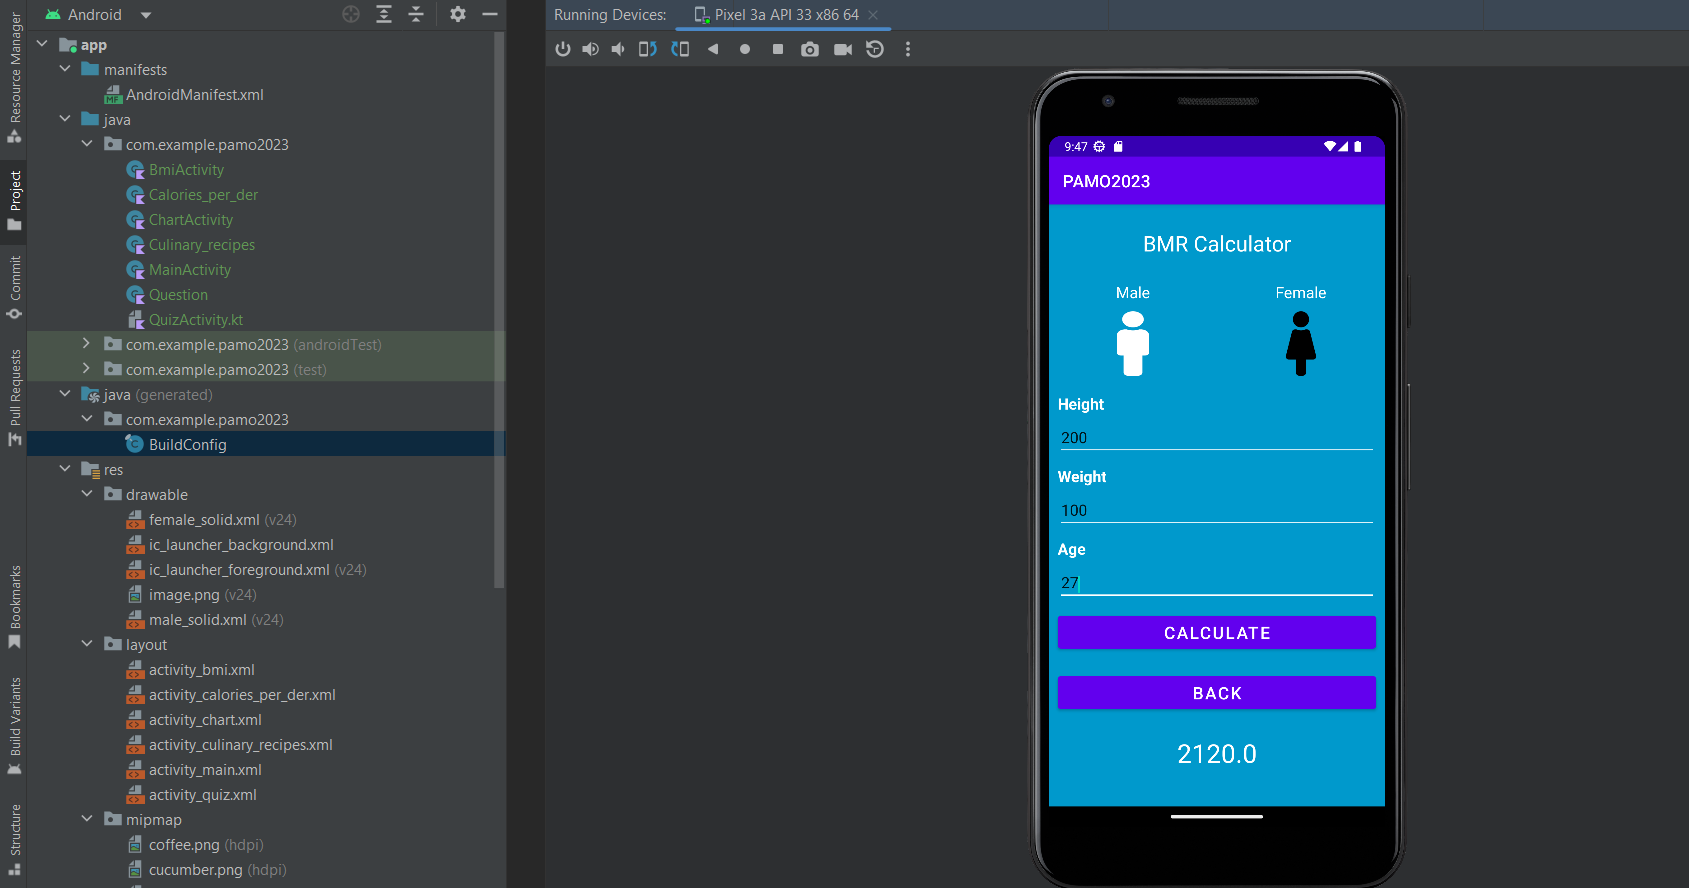 Android
Running Devices:
Pixel 3a API 33 x86 64
Resource Manager
Project
Commit
Pull Requests
Bookmarks
Build Variants
Structure
app
manifests
AndroidManifest.xml
java
com.example.pamo2023
BmiActivity
Calories_per_der
ChartActivity
Culinary_recipes
MainActivity
Question
QuizActivity.kt
com.example.pamo2023 (androidTest)
com.example.pamo2023 (test)
java (generated)
com.example.pamo2023
BuildConfig
res
drawable
female_solid.xml (v24)
ic_launcher_background.xml
ic_launcher_foreground.xml (v24)
image.png (v24)
male_solid.xml (v24)
layout
activity_bmi.xml
activity_calories_per_der.xml
activity_chart.xml
activity_culinary_recipes.xml
activity_main.xml
activity_quiz.xml
mipmap
coffee.png (hdpi)
cucumber.png (hdpi)
9:47
PAMO2023
BMR Calculator
Male Female
Height
200
Weight
100
Age
27
CALCULATE
BACK
2120.0